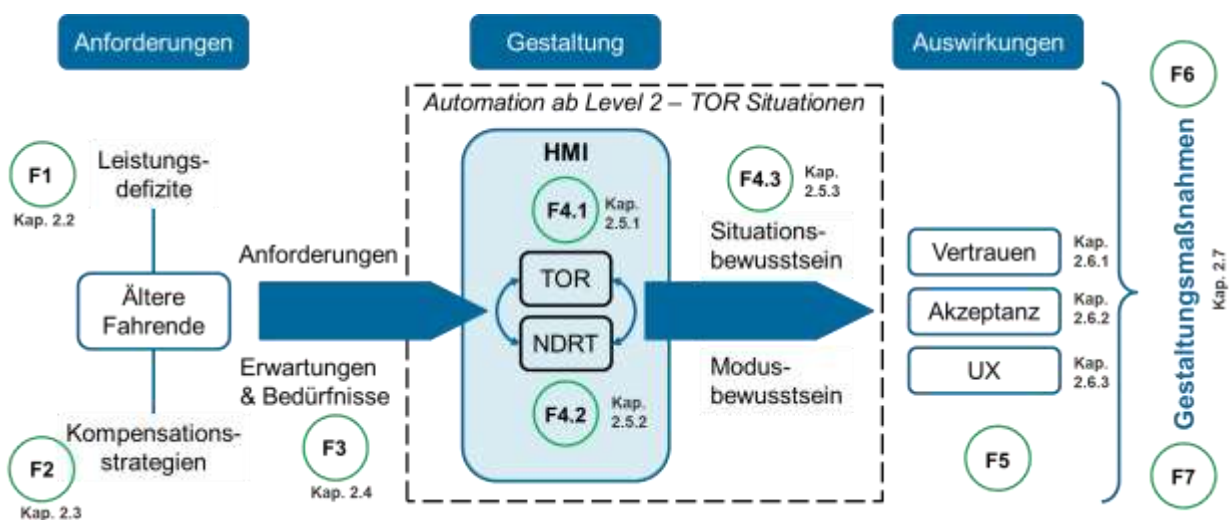 Anforderungen
Gestaltung
Auswirkungen
F1
Kap. 2.2
Leistungs-
defizite
Ältere
Fahrende
Kompensations-
strategien
F2
Kap. 2.3
Anforderungen
Erwartungen
& Bedürfnisse
F3
Kap. 2.4
Automation ab Level 2 – TOR Situationen
HMI
F4.1
Kap.
2.5.1
TOR
NDRT
F4.2
Kap.
2.5.2
F4.3
Kap.
2.5.3
Situations-
bewusstsein
Modus-
bewusstsein
Vertrauen
Kap.
2.6.1
Akzeptanz
Kap.
2.6.2
UX
Kap.
2.6.3
F5
F6
Gestaltungsmaßnahmen
Kap. 2.7
F7